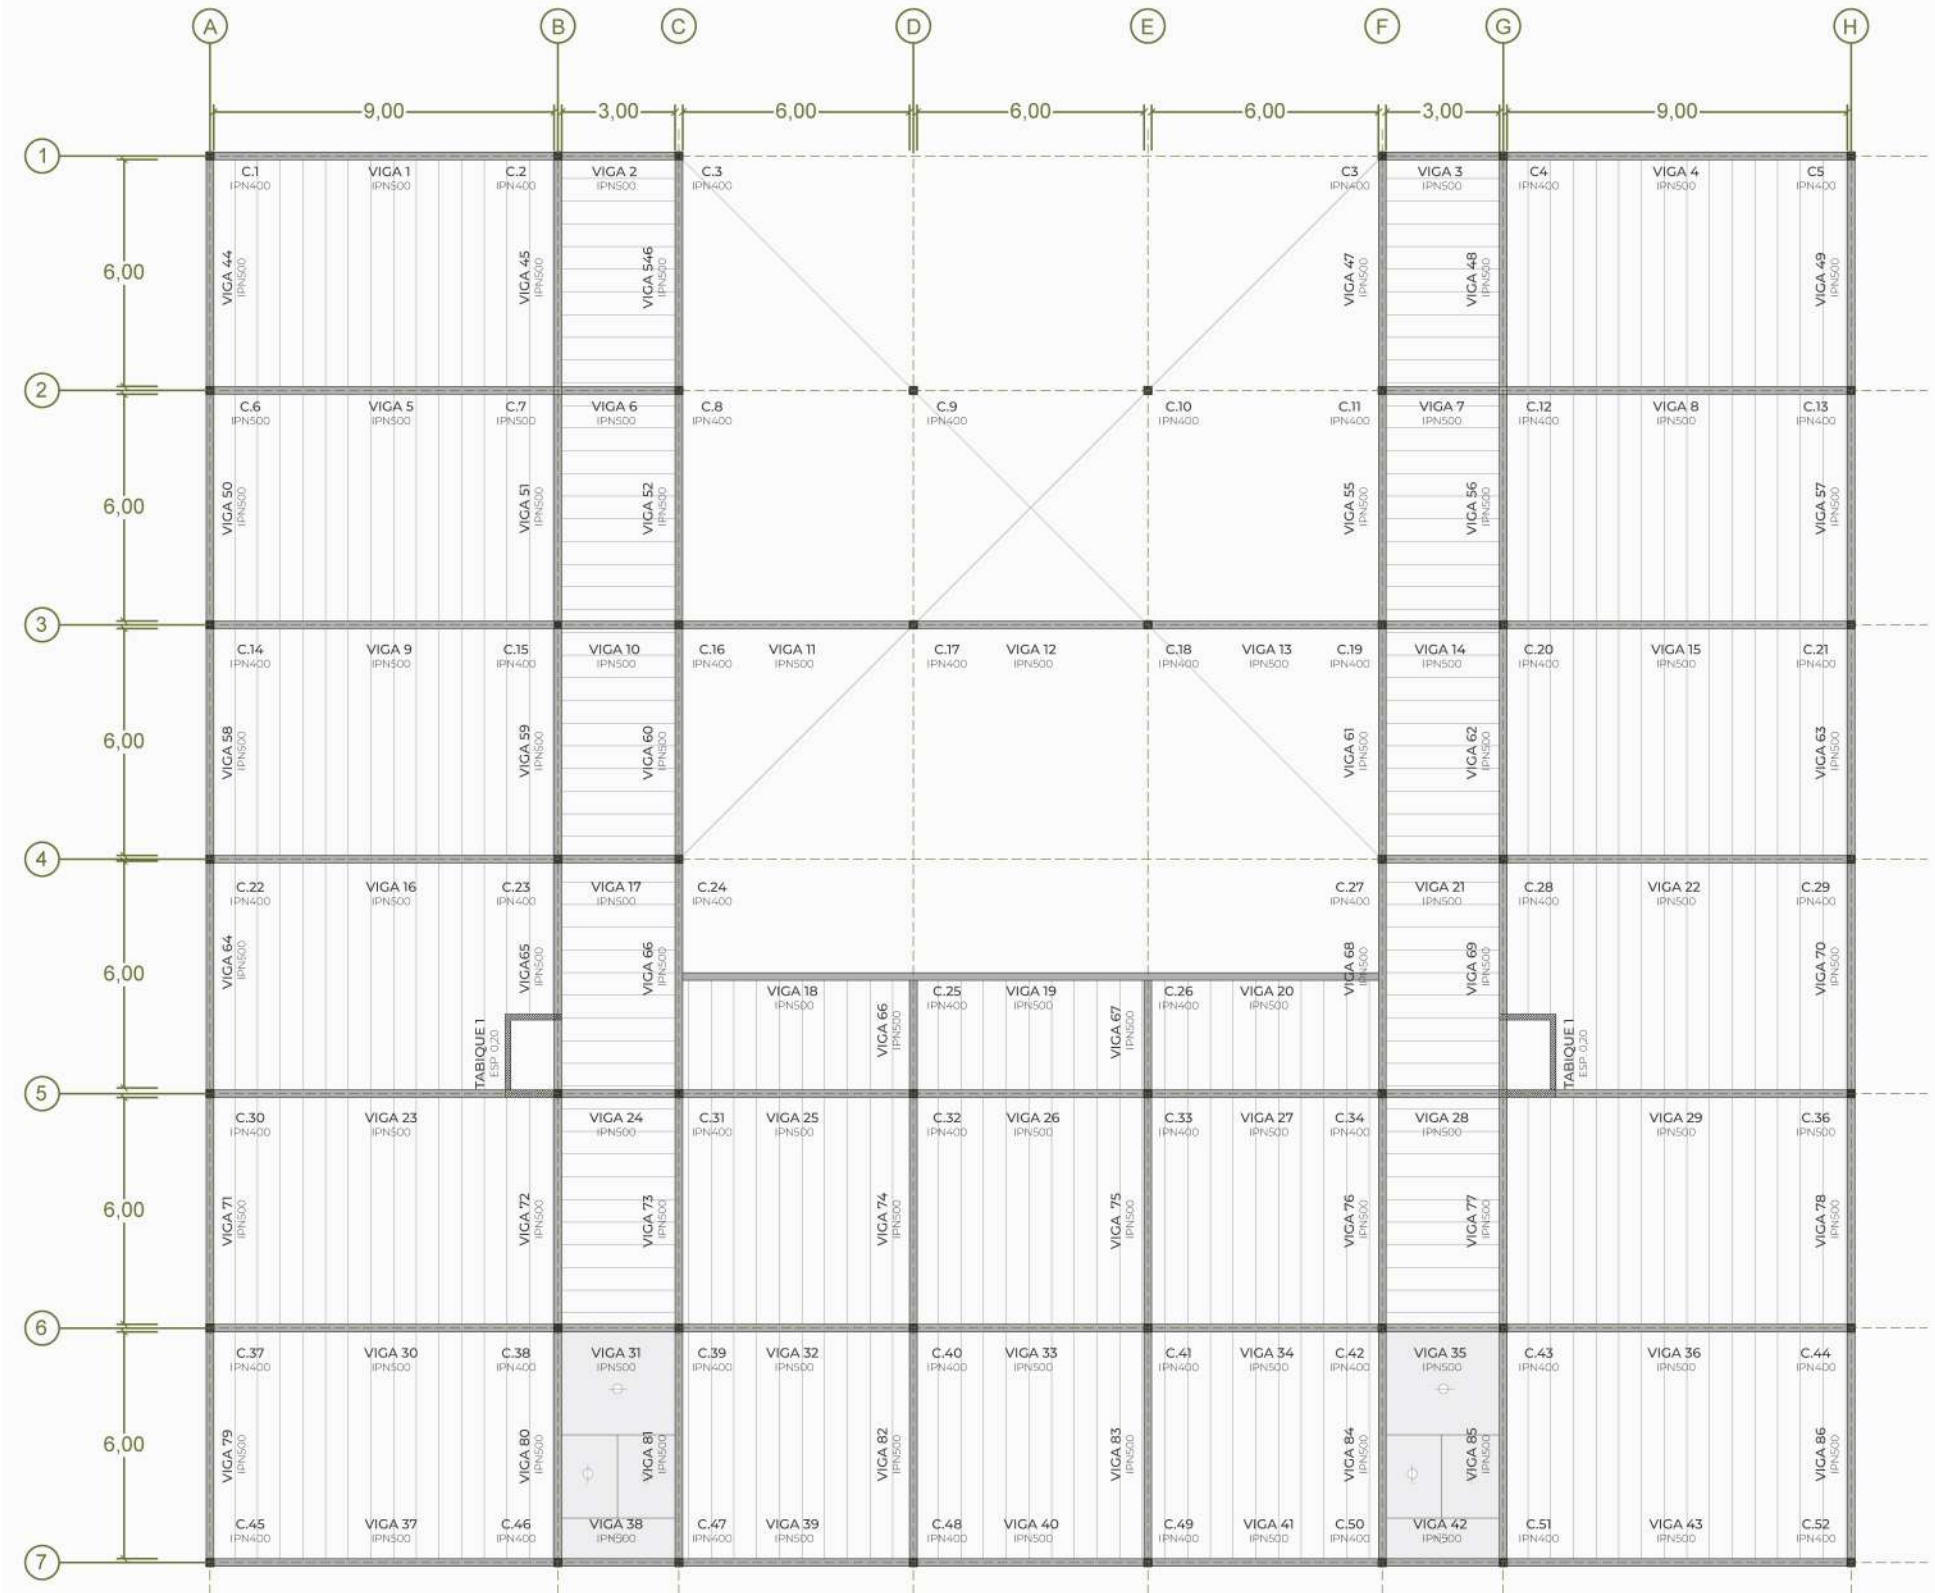 A B C D E F G H
9,00 3,00 6,00 6,00 6,00 3,00 9,00
1
C.1 VIGA 1 C.2 VIGA 2 C.3 C3 VIGA 3 C4 VIGA 4 C5
IPN400 IPN500 IPN400 IPN500 IPN400 IPN400 IPN500 IPN400 IPN500 IPN400
6,00
VIGA 44 VIGA 45 VIGA 546 VIGA 47 VIGA 48 VIGA 49
IPN500 IPN500 IPN500 IPN500 IPN500 IPN500
2
C.6 VIGA 5 C.7 VIGA 6 C.8 C.9 C.10 C.11 VIGA 7 C.12 VIGA 8 C.13
IPN500 IPN500 IPN500 IPN500 IPN400 IPN400 IPN400 IPN400 IPN500 IPN400 IPN500 IPN400
6,00
VIGA 50 VIGA 51 VIGA 52 VIGA 55 VIGA 56 VIGA 57
IPN500 IPN500 IPN500 IPN500 IPN500 IPN500
3
C.14 VIGA 9 C.15 VIGA 10 C.16 VIGA 11 C.17 VIGA 12 C.18 VIGA 13 C.19 VIGA 14 C.20 VIGA 15 C.21
IPN400 IPN500 IPN400 IPN500 IPN400 IPN500 IPN400 IPN500 IPN400 IPN500 IPN400 IPN500 IPN400 IPN500 IPN400
6,00
VIGA 58 VIGA 59 VIGA 60 VIGA 61 VIGA 62 VIGA 63
IPN500 IPN500 IPN500 IPN500 IPN500 IPN500
4
C.22 VIGA 16 C.23 VIGA 17 C.24 C.27 VIGA 21 C.28 VIGA 22 C.29
IPN400 IPN500 IPN400 IPN500 IPN400 IPN400 IPN500 IPN400 IPN500 IPN400
6,00
VIGA 64 VIGA65 VIGA 66 VIGA 68 VIGA 69 VIGA 70
IPN500 IPN500 IPN500 IPN500 IPN500 IPN500
VIGA 18 C.25 VIGA 19 C.26 VIGA 20
IPN500 IPN400 IPN500 IPN400 IPN500
VIGA 66 VIGA 67
IPN500 IPN500
TABIQUE 1 TABIQUE 1
ESP 0,20 ESP 0,20
5
C.30 VIGA 23 VIGA 24 C.31 VIGA 25 C.32 VIGA 26 C.33 VIGA 27 C.34 VIGA 28 VIGA 29 C.36
IPN400 IPN500 IPN500 IPN400 IPN500 IPN400 IPN500 IPN400 IPN500 IPN400 IPN500 IPN500 IPN500
6,00
VIGA 71 VIGA 72 VIGA 73 VIGA 74 VIGA 75 VIGA 76 VIGA 77 VIGA 78
IPN500 IPN500 IPN500 IPN500 IPN500 IPN500 IPN500 IPN500
6
C.37 VIGA 30 C.38 VIGA 31 C.39 VIGA 32 C.40 VIGA 33 C.41 VIGA 34 C.42 VIGA 35 C.43 VIGA 36 C.44
IPN400 IPN500 IPN400 IPN500 IPN400 IPN500 IPN400 IPN500 IPN400 IPN500 IPN400 IPN500 IPN400 IPN500 IPN400
6,00
VIGA 79 VIGA 80 VIGA 81 VIGA 82 VIGA 83 VIGA 84 VIGA 85 VIGA 86
IPN500 IPN500 IPN500 IPN500 IPN500 IPN500 IPN500 IPN500
C.45 VIGA 37 C.46 VIGA 38 C.47 VIGA 39 C.48 VIGA 40 C.49 VIGA 41 C.50 VIGA 42 C.51 VIGA 43 C.52
IPN400 IPN500 IPN400 IPN500 IPN400 IPN500 IPN400 IPN500 IPN400 IPN500 IPN400 IPN500 IPN400 IPN500 IPN400
7